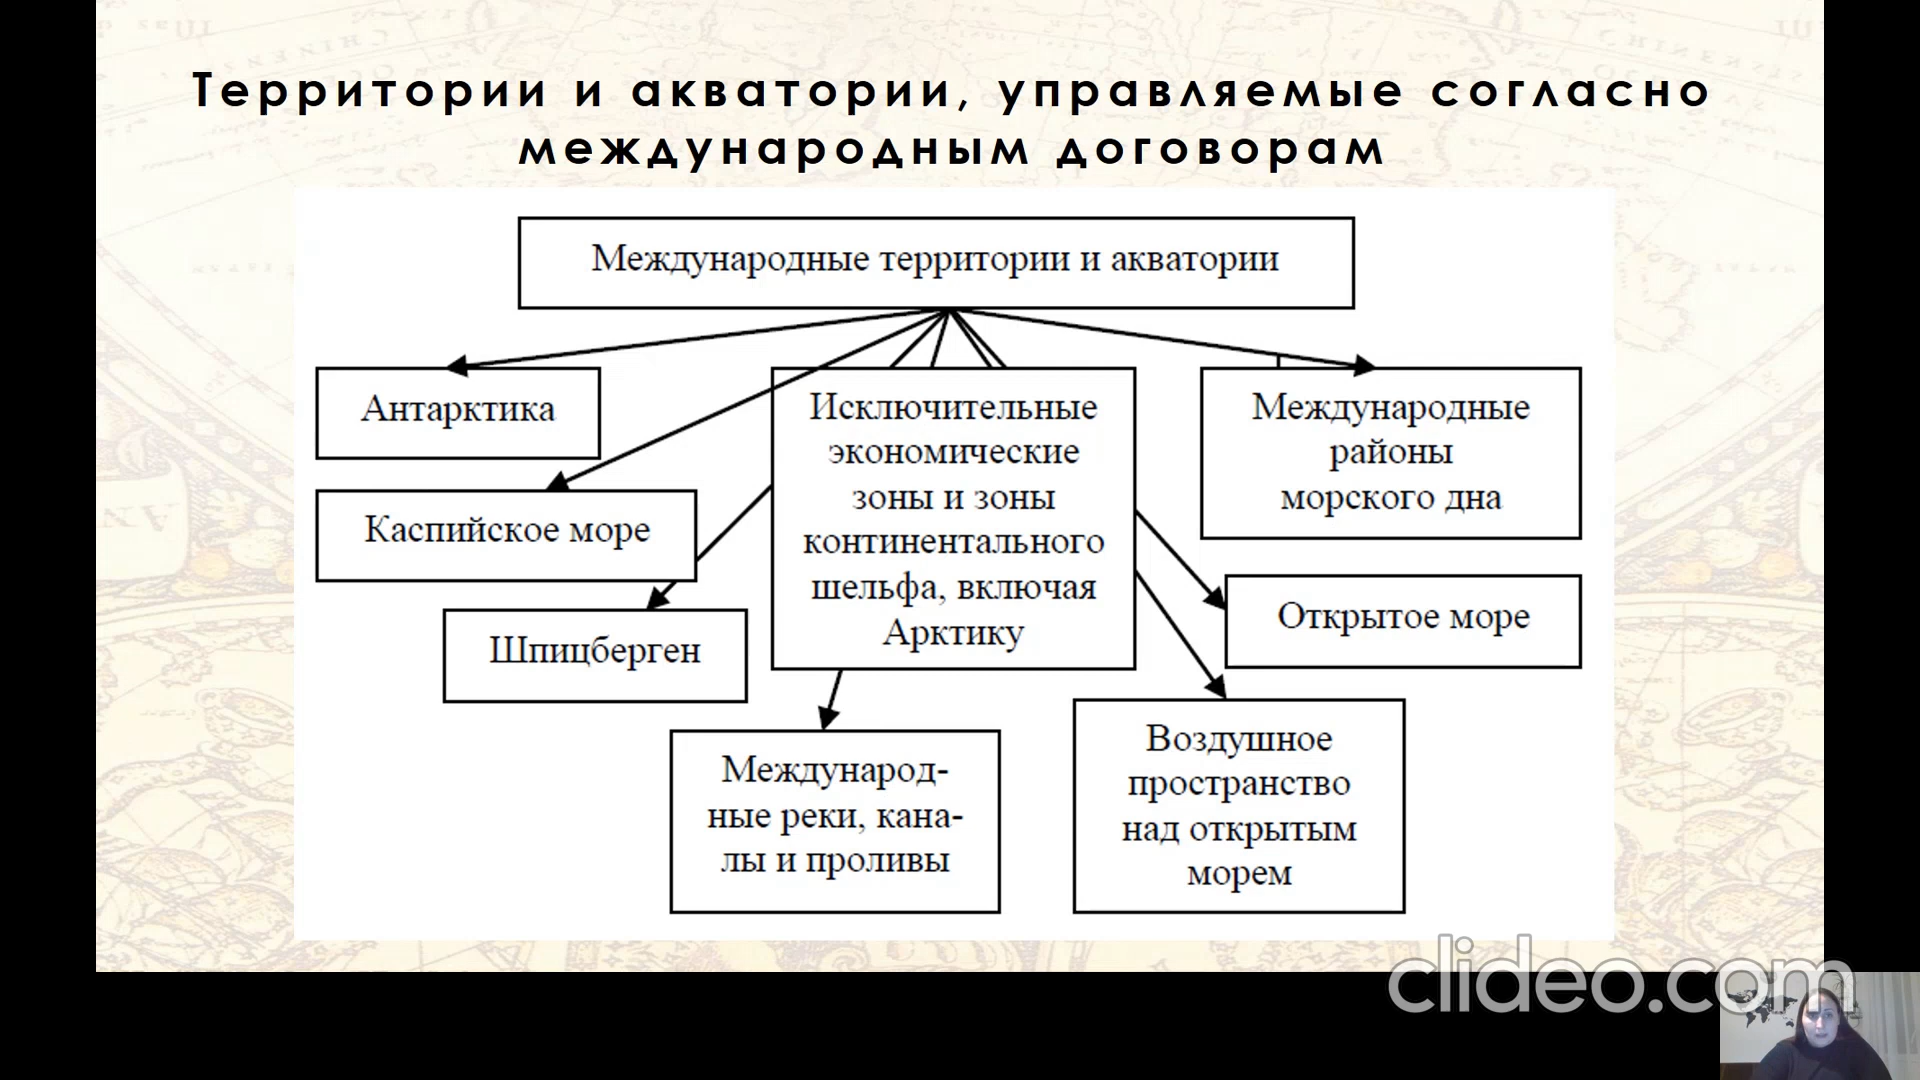 Территории и акватории, управляемые согласно
международным договорам
Международные территории и акватории
Антарктика
Каспийское море
Шпицберген
Исключительные
экономические
зоны и зоны
континентального
шельфа, включая
Арктику
Международные
районы
морского дна
Открытое море
Международ-
ные реки, кана-
лы и проливы
Воздушное
пространство
над открытым
морем
clideo.com